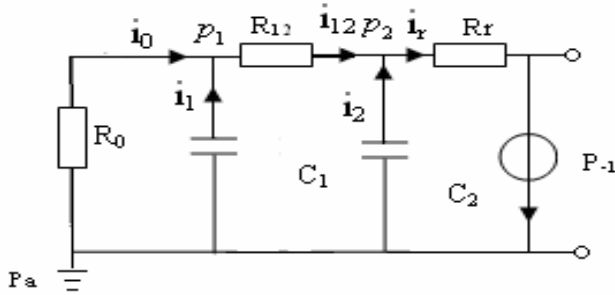 i₀ p₁ R₁₂ i₁₂ p₂ iᵣ Rr
i₁ i₂
R₀ C₁ C₂ P₋₁
Pa